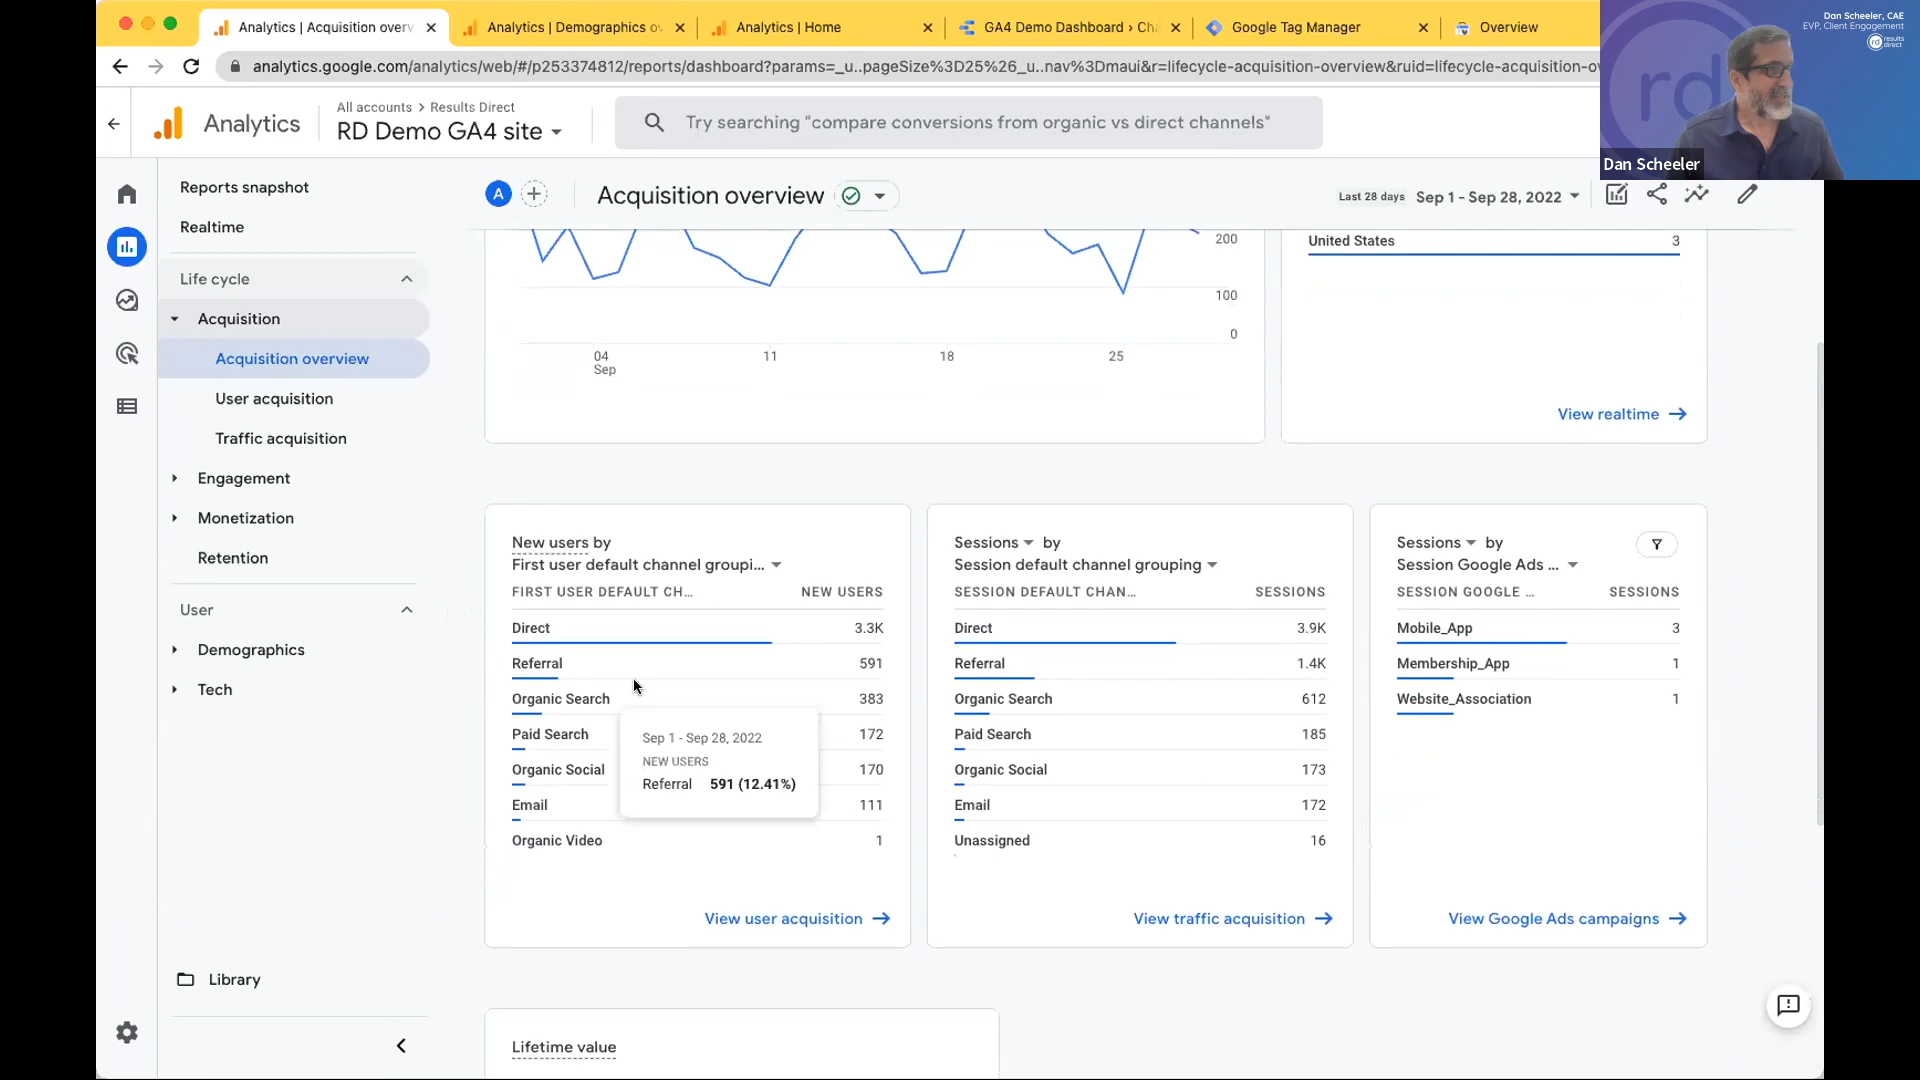 Analytics | Acquisition overv
Analytics | Demographics o
Analytics | Home
GA4 Demo Dashboard › Ch
Google Tag Manager
Overview
Dan Scheeler, CAE
EVP, Client Engagement
results
direct
rd
Dan Scheeler
analytics.google.com/analytics/web/#/p253374812/reports/dashboard?params=_u..pageSize%3D25%26_u..nav%3Dmaui&r=lifecycle-acquisition-overview&ruid=lifecycle-acquisition-o
Analytics
All accounts > Results Direct
RD Demo GA4 site
Try searching "compare conversions from organic vs direct channels"
Reports snapshot
Realtime
Life cycle
Acquisition
Acquisition overview
User acquisition
Traffic acquisition
Engagement
Monetization
Retention
User
Demographics
Tech
Library
A
Acquisition overview
Last 28 days Sep 1 - Sep 28, 2022
200
100
0
04
Sep
11
18
25
United States 3
View realtime
New users by
First user default channel groupi...
FIRST USER DEFAULT CH... NEW USERS
Direct 3.3K
Referral 591
Organic Search 383
Paid Search 172
Organic Social 170
Email 111
Organic Video 1
Sep 1 - Sep 28, 2022
NEW USERS
Referral 591 (12.41%)
View user acquisition
Sessions by
Session default channel grouping
SESSION DEFAULT CHAN... SESSIONS
Direct 3.9K
Referral 1.4K
Organic Search 612
Paid Search 185
Organic Social 173
Email 172
Unassigned 16
View traffic acquisition
Sessions by
Session Google Ads ...
SESSION GOOGLE ... SESSIONS
Mobile_App 3
Membership_App 1
Website_Association 1
View Google Ads campaigns
Lifetime value